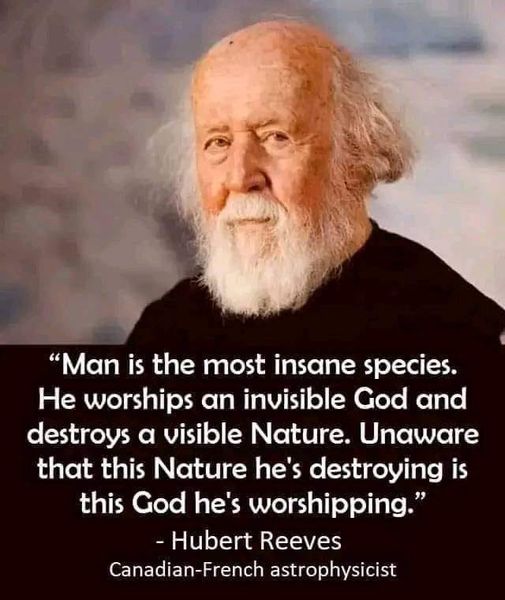 “Man is the most insane species.
He worships an invisible God and
destroys a visible Nature. Unaware
that this Nature he's destroying is
this God he's worshipping.”
- Hubert Reeves
Canadian-French astrophysicist